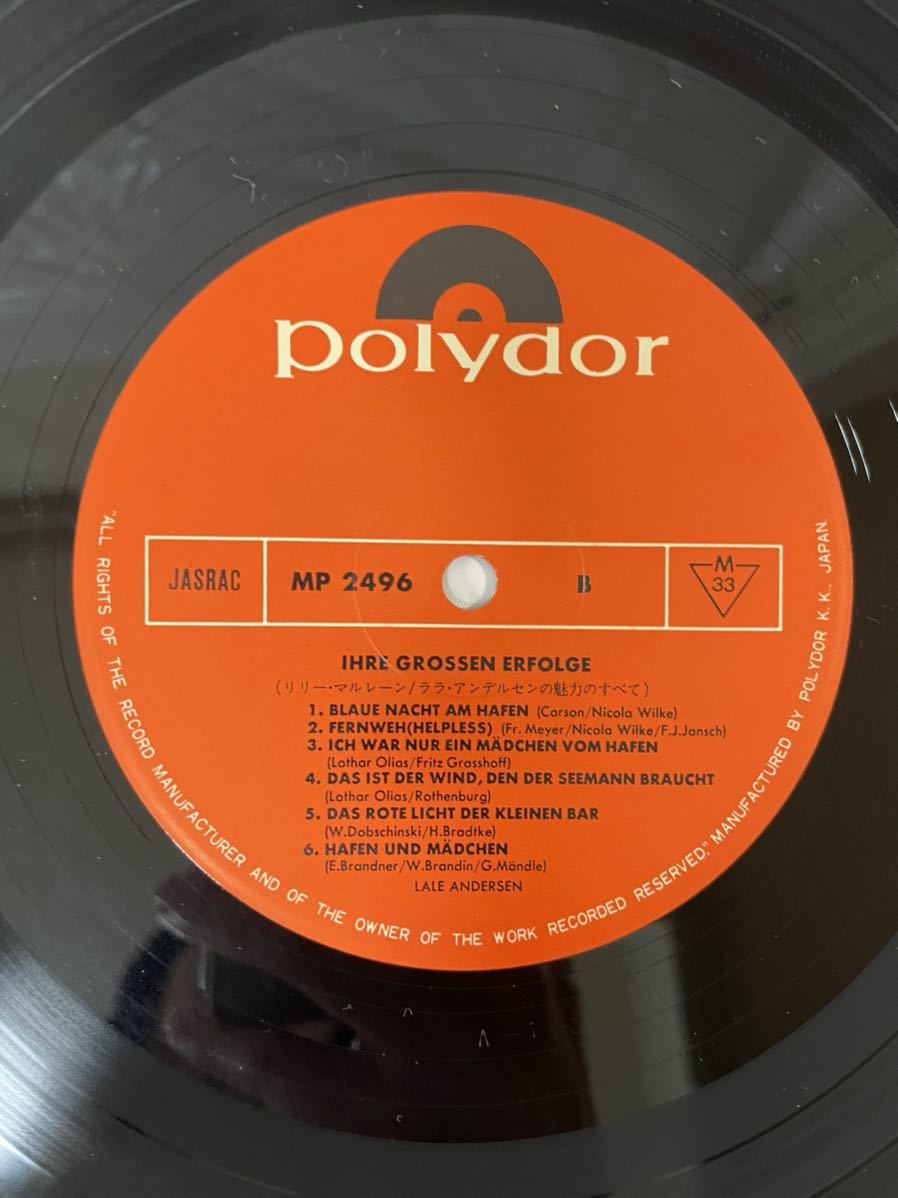 polydor
JASRAC MP 2496 B M 33
IHRE GROSSEN ERFOLGE
(リリー・マルレーン/ララ・アンデルセンの魅力のすべて)
1. BLAUE NACHT AM HAFEN (Carson/Nicola Wilke)
2. FERNWEH(HELPLESS) (Fr. Meyer/Nicola Wilke/F.J.Jansch)
3. ICH WAR NUR EIN MÄDCHEN VOM HAFEN
(Lothar Olias/Fritz Grasshoff)
4. DAS IST DER WIND, DEN DER SEEMANN BRAUCHT
(Lothar Olias/Rothenburg)
5. DAS ROTE LICHT DER KLEINEN BAR
(W.Dobschinski/H.Bradtke)
6. HAFEN UND MÄDCHEN
(E.Brandner/W.Brandin/G.Mändle)
LALE ANDERSEN
"ALL RIGHTS OF THE RECORD MANUFACTURER AND OF THE OWNER OF THE WORK RECORDED RESERVED," MANUFACTURED BY POLYDOR K.K., JAPAN.